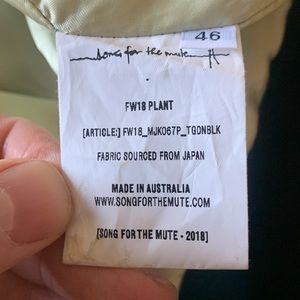 46
song for the mute
FW18 PLANT
[ARTICLE:] FW18_MJK067P_TGDNBLK
FABRIC SOURCED FROM JAPAN
MADE IN AUSTRALIA
WWW.SONGFORTHEMUTE.COM
[SONG FOR THE MUTE - 2018]